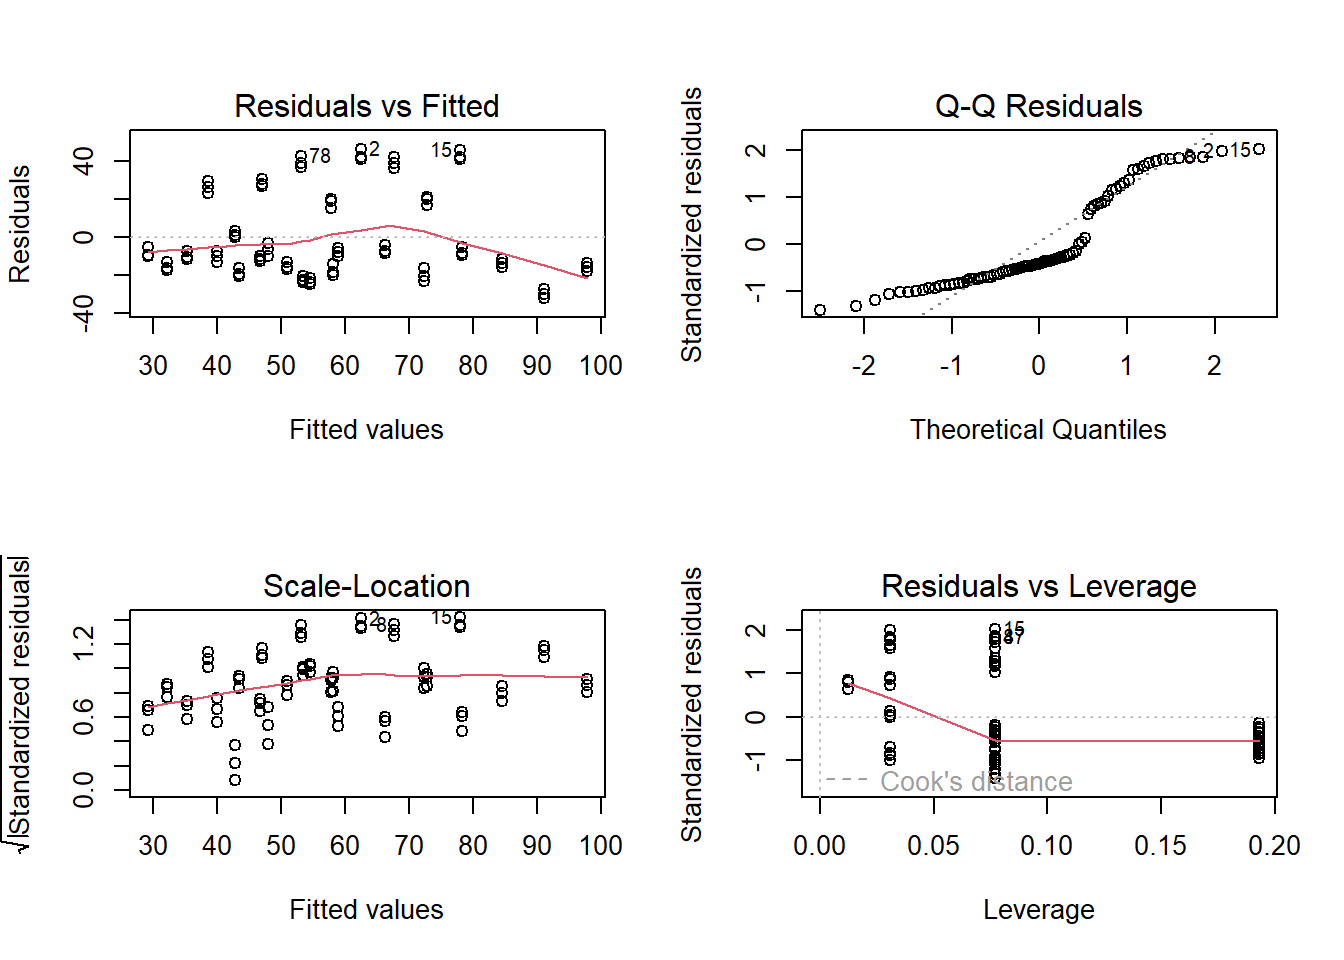 Residuals vs Fitted
Residuals
40
0
-40
78
2
15
30 40 50 60 70 80 90 100
Fitted values
Q-Q Residuals
Standardized residuals
2
1
0
-1
8 2 15
-2 -1 0 1 2
Theoretical Quantiles
Scale-Location
√|Standardized residuals|
1.2
0.6
0.0
2
8
15
30 40 50 60 70 80 90 100
Fitted values
Residuals vs Leverage
Standardized residuals
2
1
0
-1
15
Cook's distance
0.00 0.05 0.10 0.15 0.20
Leverage